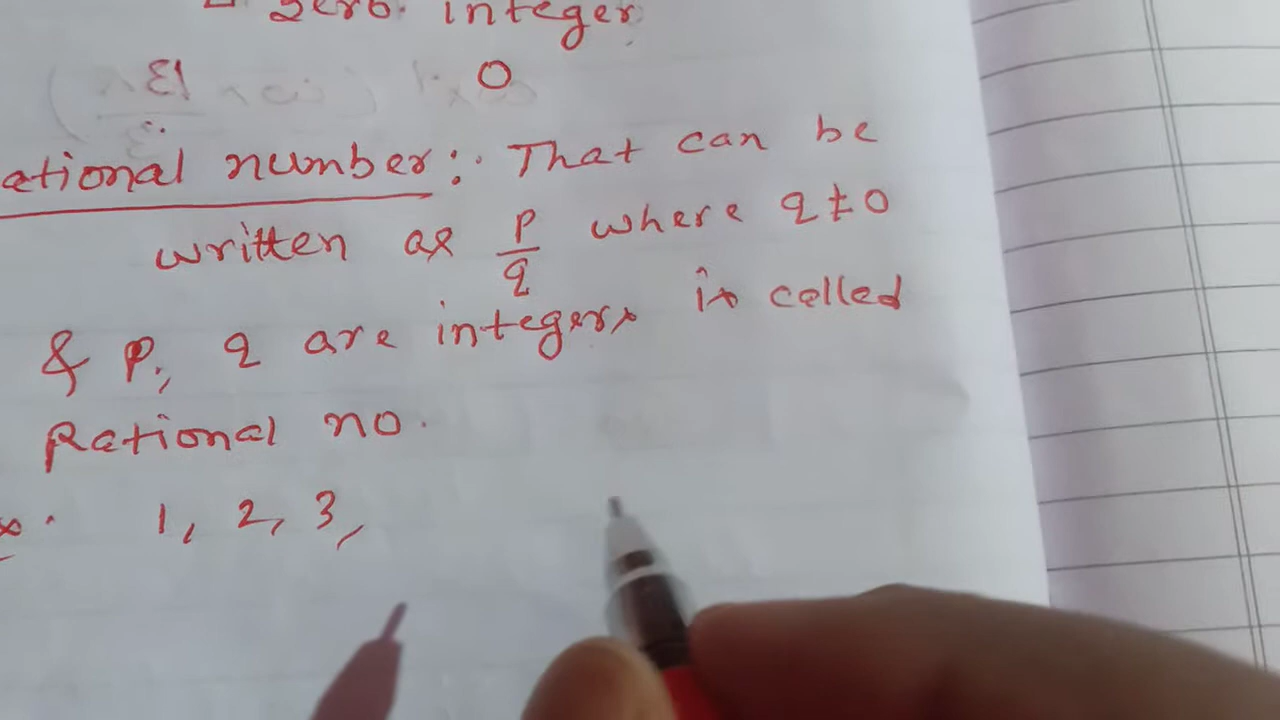 zero integer
0
ational number:. That can be
written as p/q where q≠0
& P, q are integers is called
Rational no.
x. 1, 2, 3,